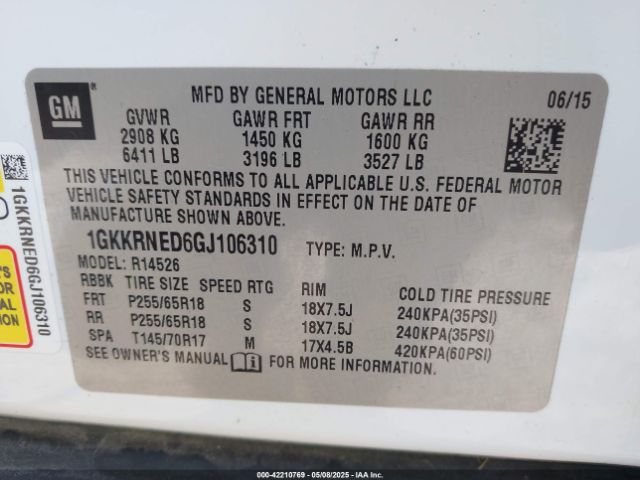 GM
®
MFD BY GENERAL MOTORS LLC
06/15
GVWR GAWR FRT GAWR RR
2908 KG 1450 KG 1600 KG
6411 LB 3196 LB 3527 LB
THIS VEHICLE CONFORMS TO ALL APPLICABLE U.S. FEDERAL MOTOR
VEHICLE SAFETY STANDARDS IN EFFECT ON THE DATE OF
MANUFACTURE SHOWN ABOVE.
1GKKRNED6GJ106310 TYPE: M.P.V.
MODEL: R14526
RBBK TIRE SIZE SPEED RTG RIM COLD TIRE PRESSURE
FRT P255/65R18 S 18X7.5J 240KPA(35PSI)
RR P255/65R18 S 18X7.5J 240KPA(35PSI)
SPA T145/70R17 M 17X4.5B 420KPA(60PSI)
SEE OWNER'S MANUAL FOR MORE INFORMATION.
1GKKRNED6GJ106310
000-42210769 - 05/08/2025 - IAAI.COM